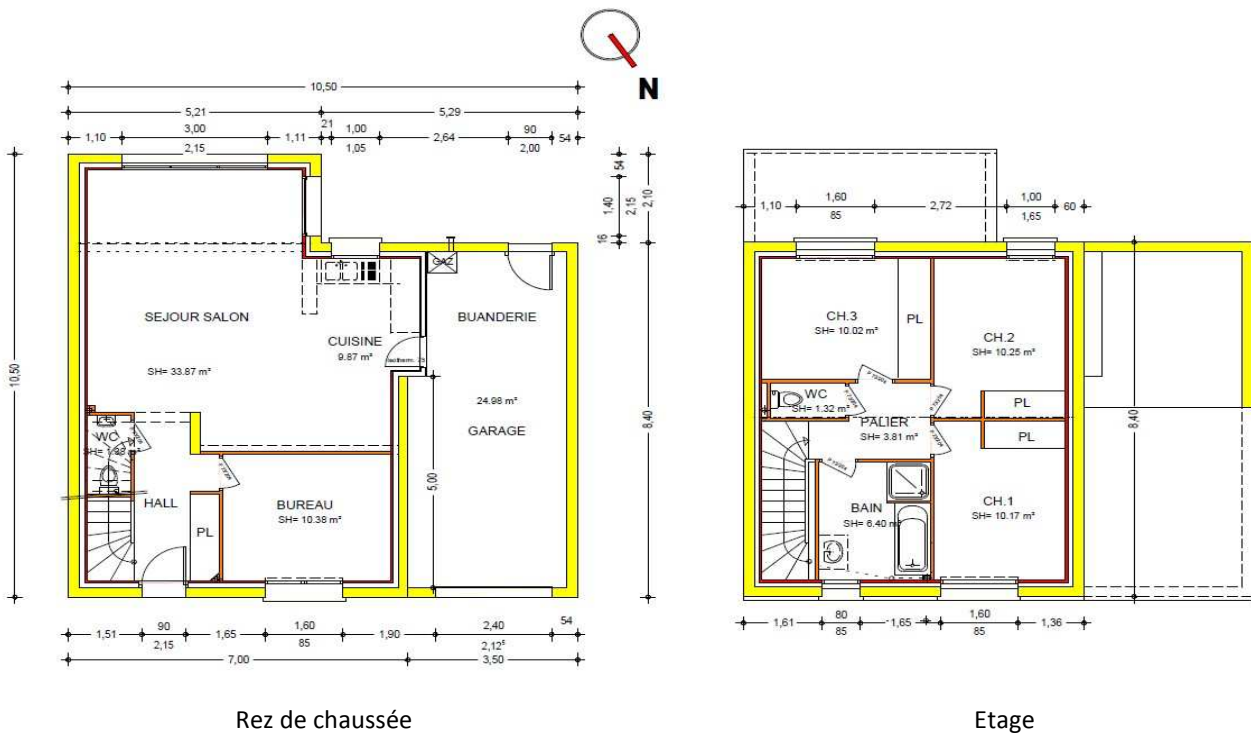 N
10,50
5,21 5,29
1,10 3,00 1,11 21 1,00 2,64 90 54
2,15 1,05 2,00
54
1,40 2,15 2,10
16
10,50
GAZ
SEJOUR SALON
SH= 33.87 m²
CUISINE
9.87 m²
BUANDERIE
24.98 m²
GARAGE
8,40
5,00
WC
HALL
PL
BUREAU
SH= 10.38 m²
1,51 90 1,65 1,60 1,90 2,40 54
2,15 85 2,12⁵
7,00 3,50
Rez de chaussée
1,10 1,60 2,72 1,00 60
85 1,65
CH.3
SH= 10.02 m²
PL
CH.2
SH= 10.25 m²
WC
SH= 1.32 m²
PL
PALIER
SH= 3.81 m²
PL
8,40
BAIN
SH= 6.40 m²
CH.1
SH= 10.17 m²
1,61 80 1,65 1,60 1,36
85 85
Etage